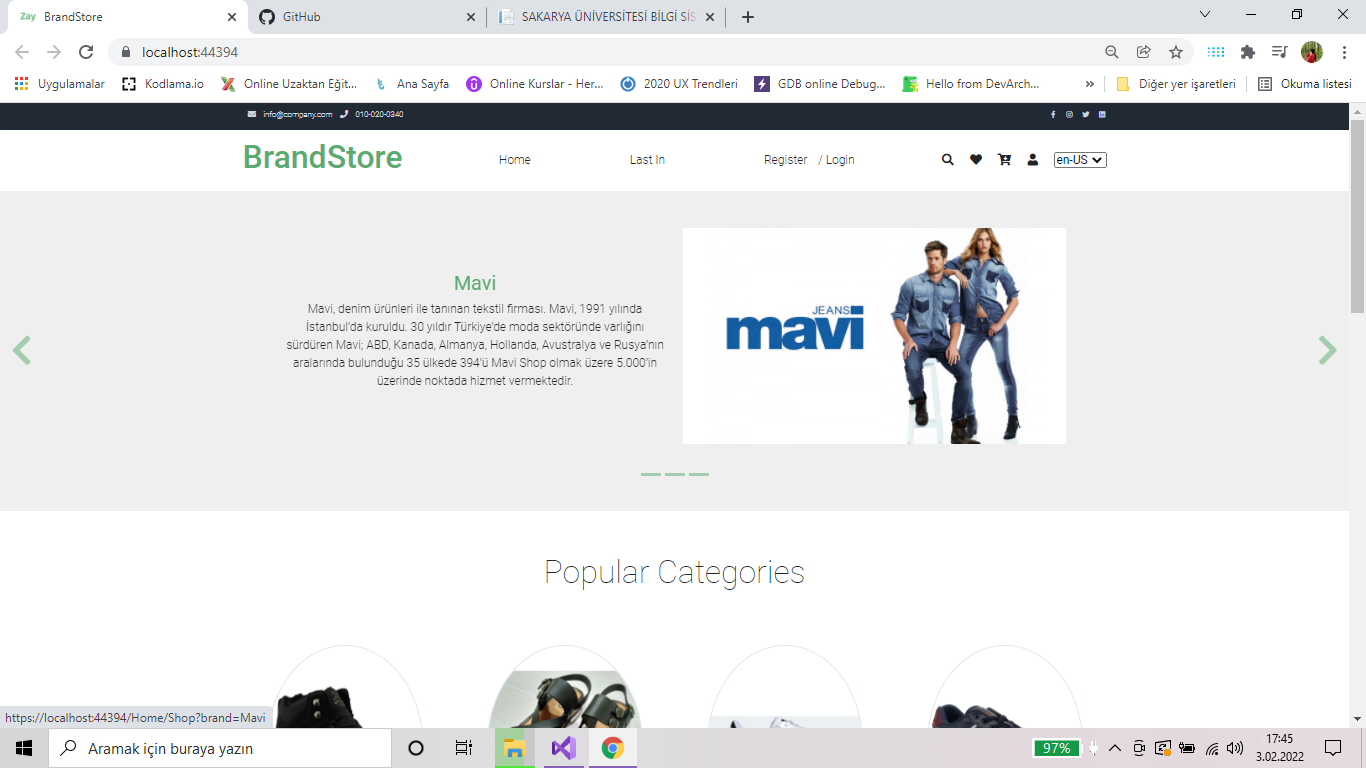 Zay BrandStore
GitHub
SAKARYA ÜNİVERSİTESİ BİLGİ SİS
localhost:44394
Uygulamalar
Kodlama.io
Online Uzaktan Eğit...
Ana Sayfa
Online Kurslar - Her...
2020 UX Trendleri
GDB online Debug...
Hello from DevArch...
»
Diğer yer işaretleri
Okuma listesi
info@company.com 010-020-0340
BrandStore
Home
Last In
Register / Login
en-US
Mavi
Mavi, denim ürünleri ile tanınan tekstil firması. Mavi, 1991 yılında
İstanbul'da kuruldu. 30 yıldır Türkiye'de moda sektöründe varlığını
sürdüren Mavi; ABD, Kanada, Almanya, Hollanda, Avustralya ve Rusya'nın
aralarında bulunduğu 35 ülkede 394'ü Mavi Shop olmak üzere 5.000'in
üzerinde noktada hizmet vermektedir.
JEANS
mavi
Popular Categories
https://localhost:44394/Home/Shop?brand=Mavi
Aramak için buraya yazın
97%
17:45
3.02.2022